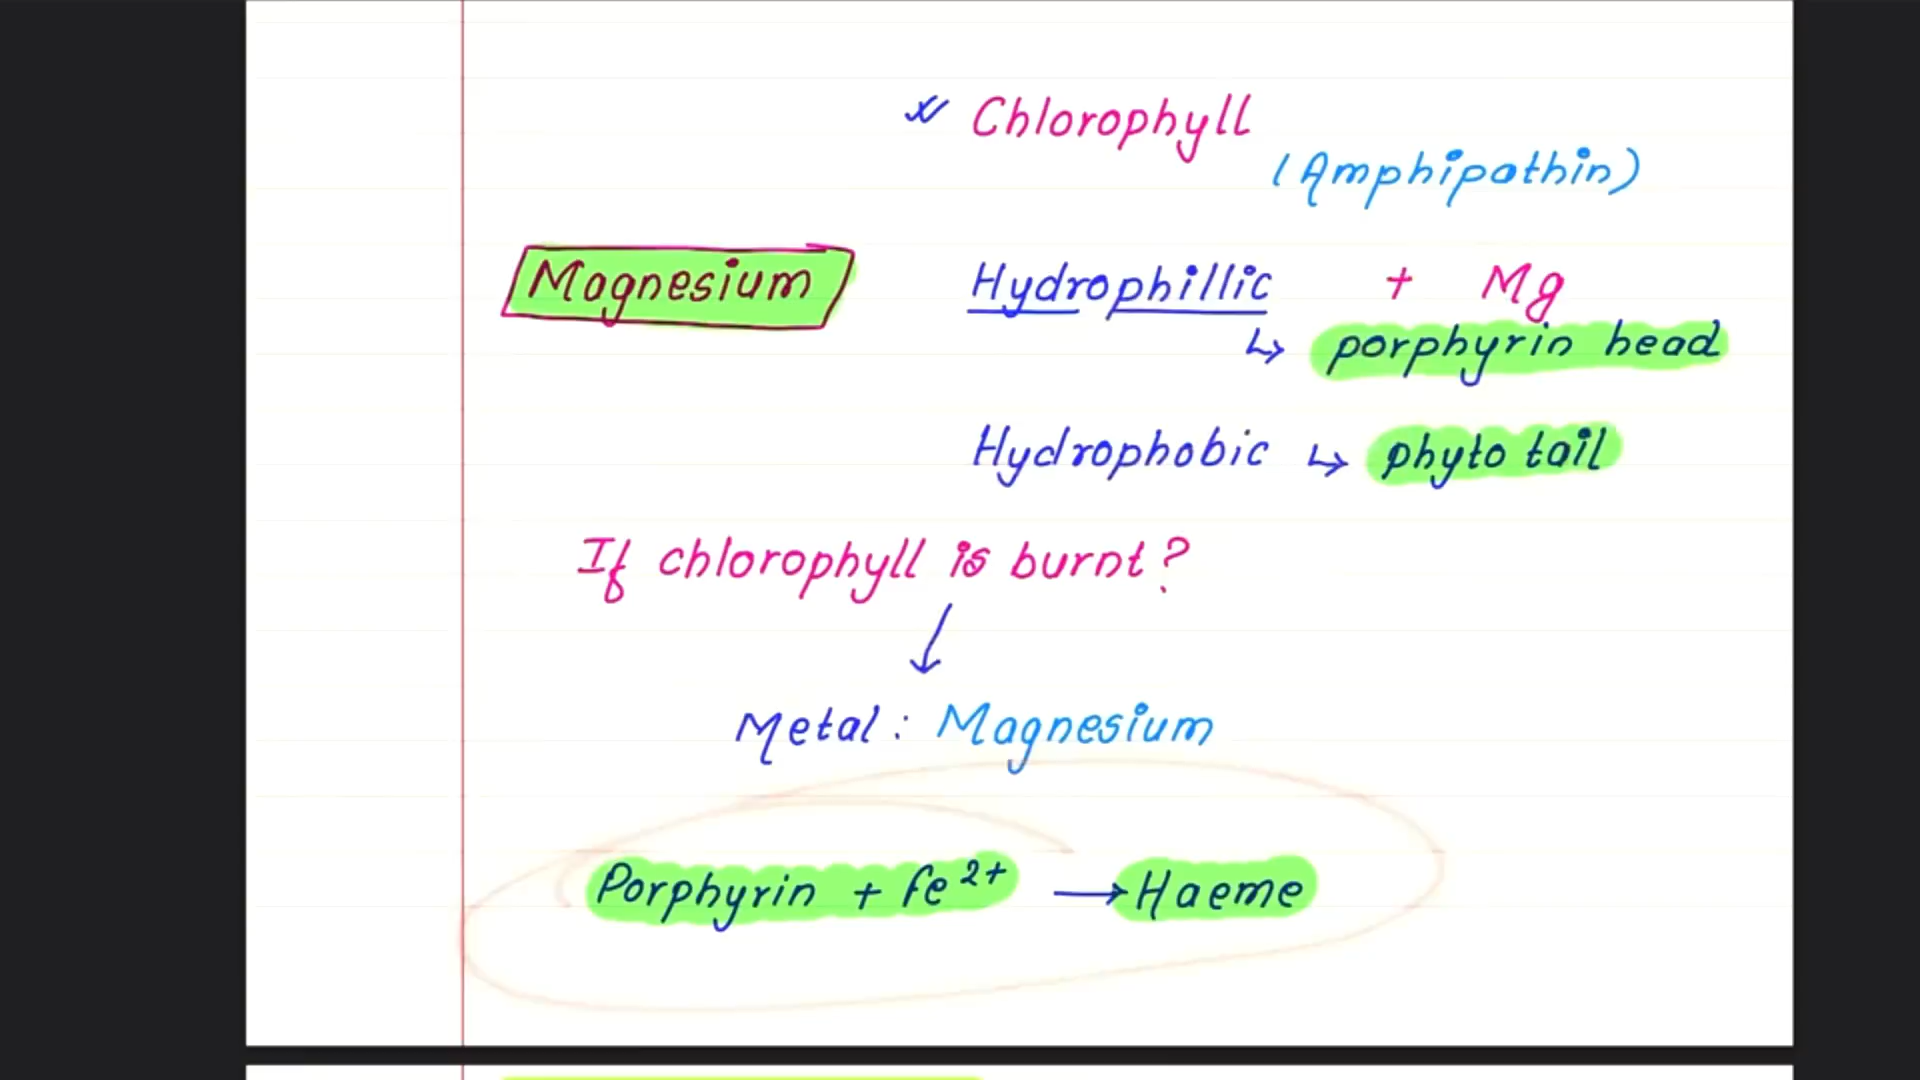 Chlorophyll
(Amphipathin)
Magnesium
Hydrophillic + Mg
↳ porphyrin head
Hydrophobic ↳ phyto tail
If chlorophyll is burnt?
↓
Metal : Magnesium
Porphyrin + Fe²⁺ → Haeme